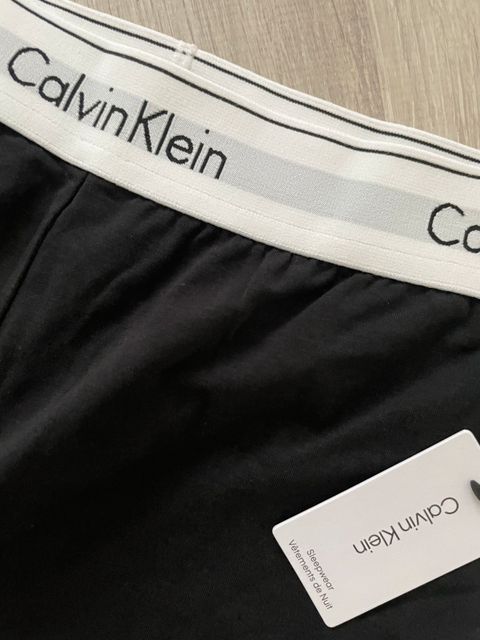 Calvin Klein
Ca
Calvin Klein
Sleepwear
Vêtements de Nuit